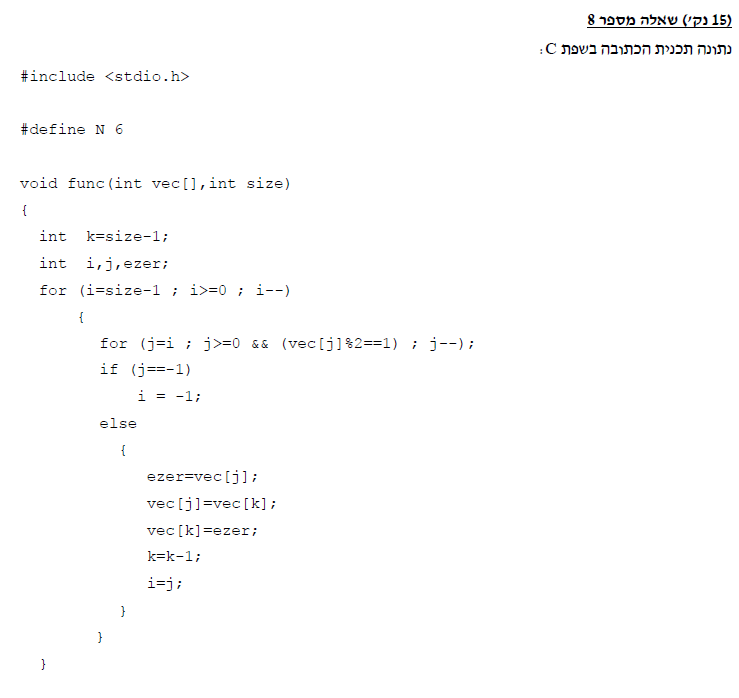 (15 נק') שאלה מספר 8
נתונה תכנית הכתובה בשפת C:
#include <stdio.h>
#define N 6
void func(int vec[],int size)
{
int  k=size-1;
int  i,j,ezer;
for (i=size-1 ; i>=0 ; i--)
{
for (j=i ; j>=0 && (vec[j]%2==1) ; j--);
if (j==-1)
i = -1;
else
{
ezer=vec[j];
vec[j]=vec[k];
vec[k]=ezer;
k=k-1;
i=j;
}
}
}